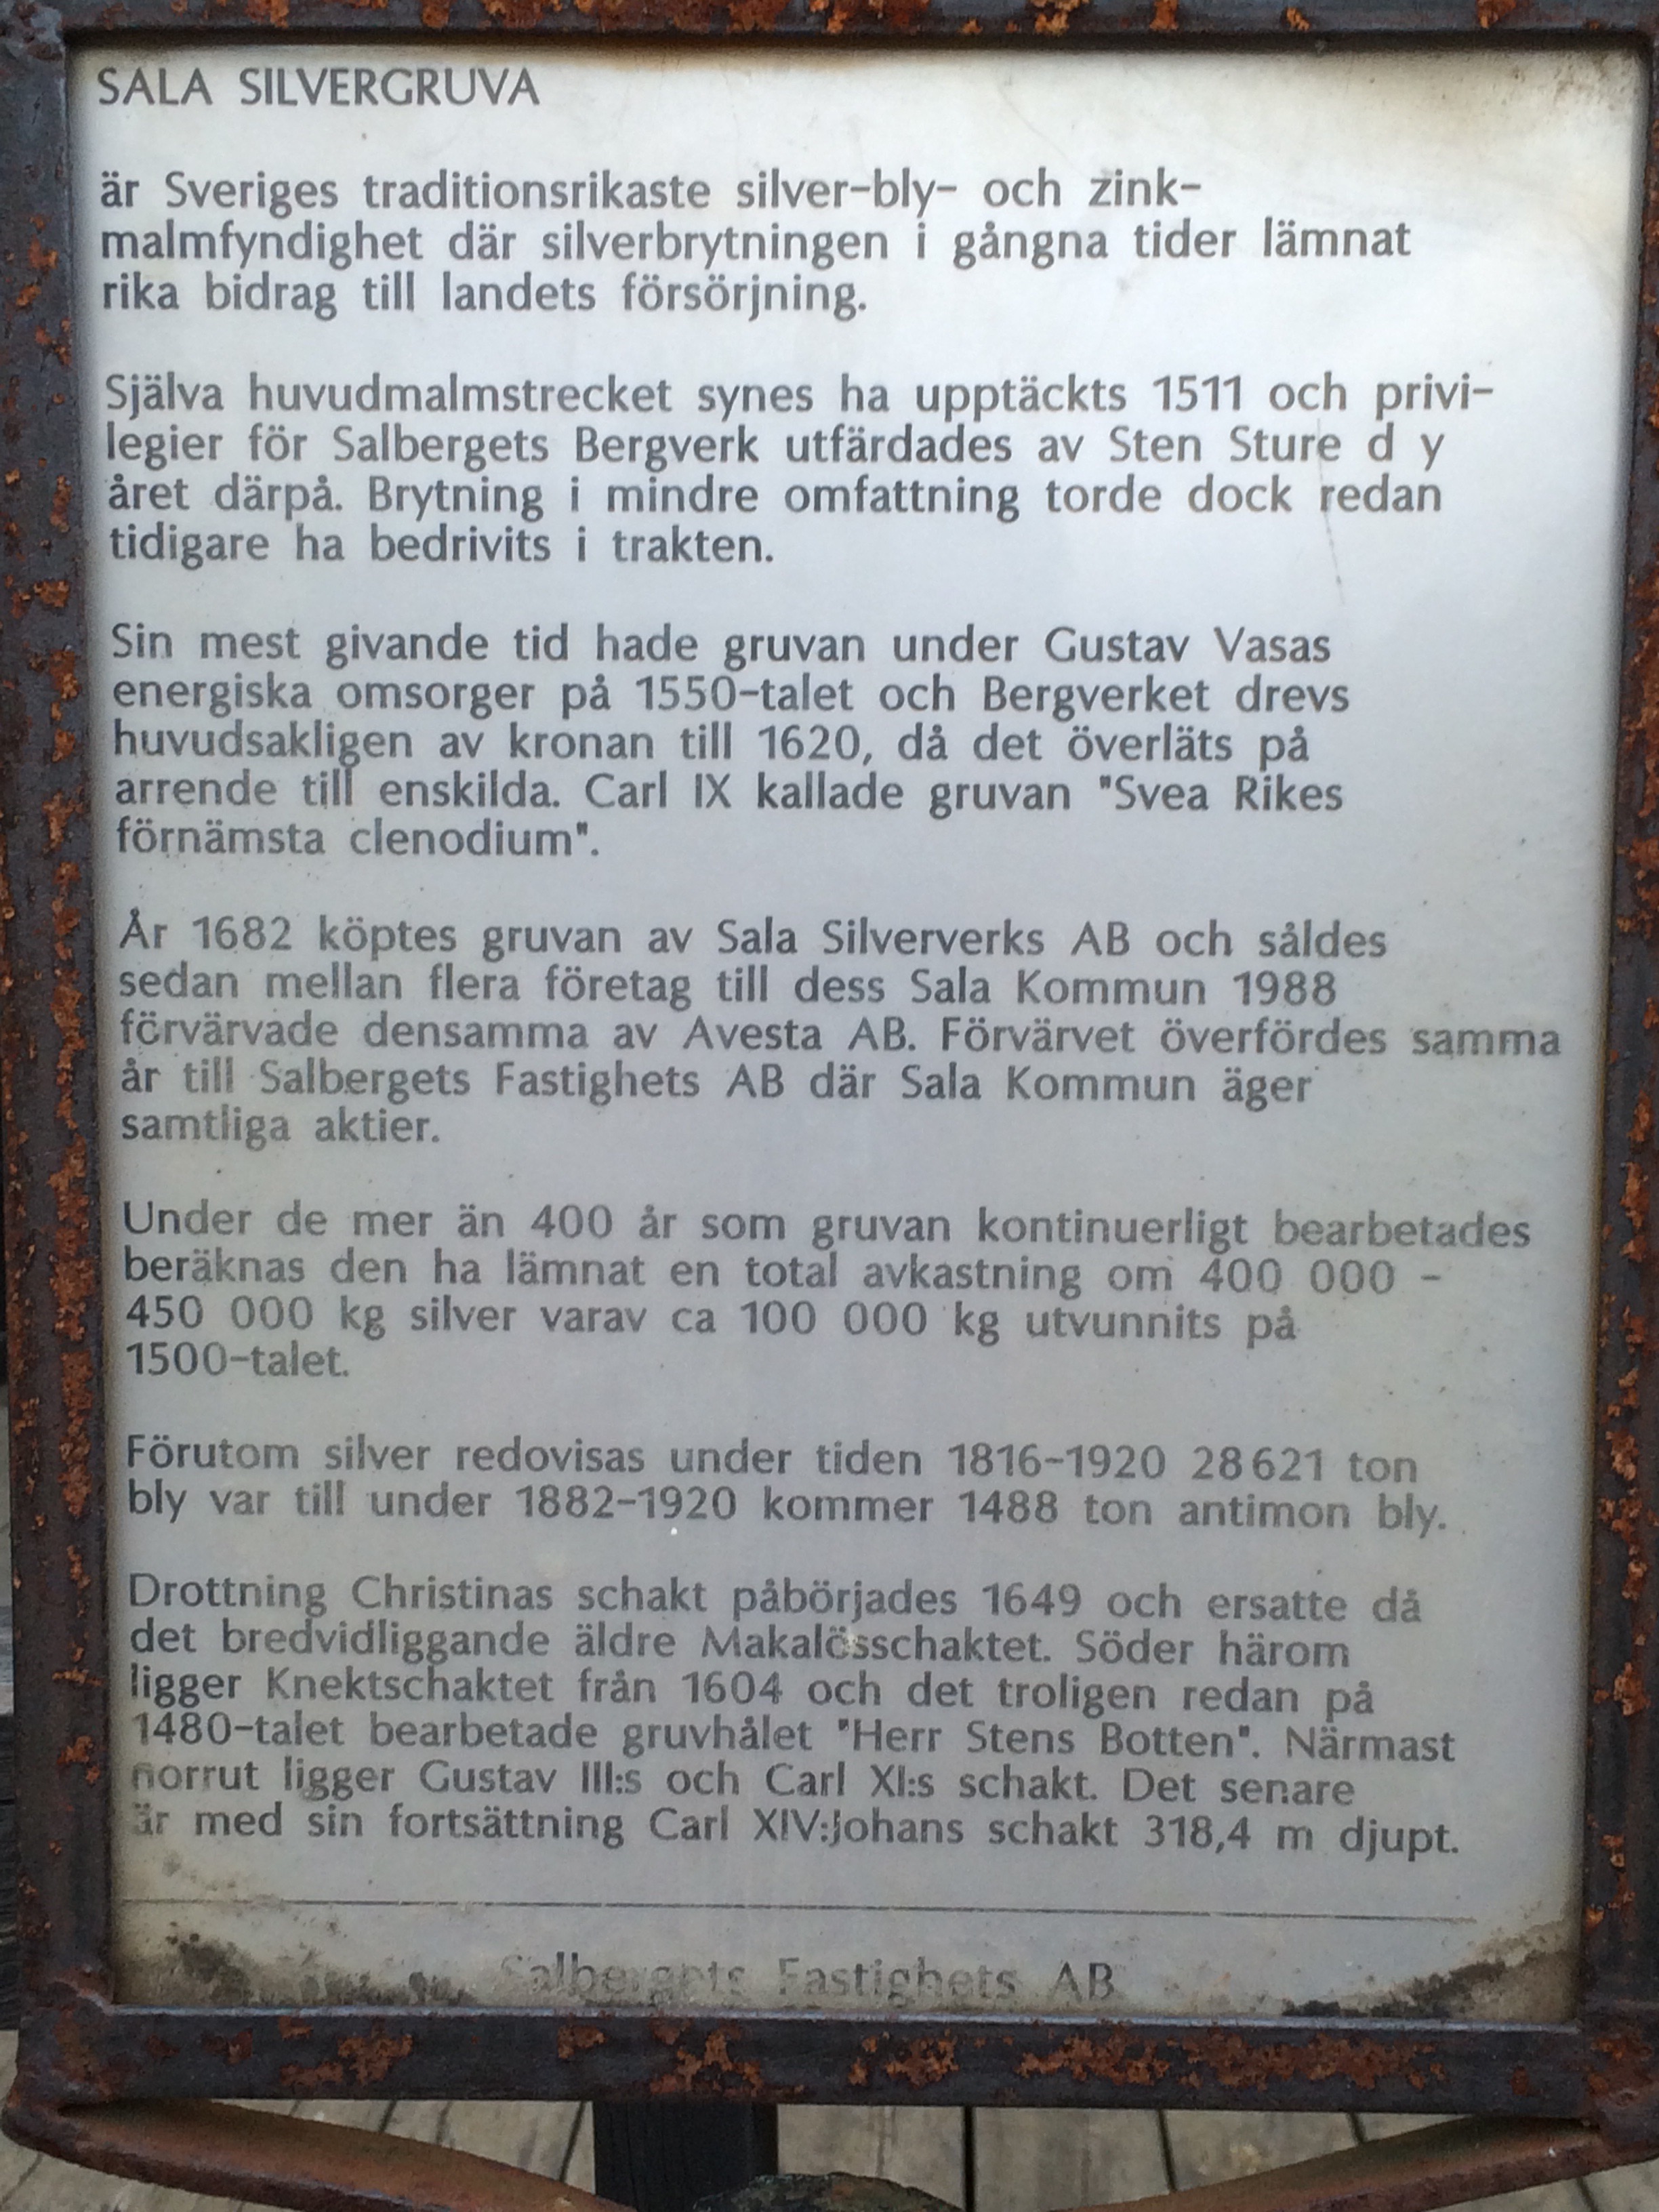 SALA SILVERGRUVA
är Sveriges traditionsrikaste silver-bly- och zink-
malmfyndighet där silverbrytningen i gångna tider lämnat
rika bidrag till landets försörjning.
Själva huvudmalmstrecket synes ha upptäckts 1511 och privi-
legier för Salbergets Bergverk utfärdades av Sten Sture d y
året därpå. Brytning i mindre omfattning torde dock redan
tidigare ha bedrivits i trakten.
Sin mest givande tid hade gruvan under Gustav Vasas
energiska omsorger på 1550-talet och Bergverket drevs
huvudsakligen av kronan till 1620, då det överläts på
arrende till enskilda. Carl IX kallade gruvan "Svea Rikes
förnämsta clenodium".
År 1682 köptes gruvan av Sala Silververks AB och såldes
sedan mellan flera företag till dess Sala Kommun 1988
förvärvade densamma av Avesta AB. Förvärvet överfördes samma
år till Salbergets Fastighets AB där Sala Kommun äger
samtliga aktier.
Under de mer än 400 år som gruvan kontinuerligt bearbetades
beräknas den ha lämnat en total avkastning om 400 000 -
450 000 kg silver varav ca 100 000 kg utvunnits på
1500-talet.
Förutom silver redovisas under tiden 1816-1920 28621 ton
bly var till under 1882-1920 kommer 1488 ton antimon bly.
Drottning Christinas schakt påbörjades 1649 och ersatte då
det bredvidliggande äldre Makalösschaktet. Söder härom
ligger Knektschaktet från 1604 och det troligen redan på
1480-talet bearbetade gruvhålet "Herr Stens Botten". Närmast
norrut ligger Gustav III:s och Carl XI:s schakt. Det senare
är med sin fortsättning Carl XIV:Johans schakt 318,4 m djupt.
Salbergets Fastighets AB